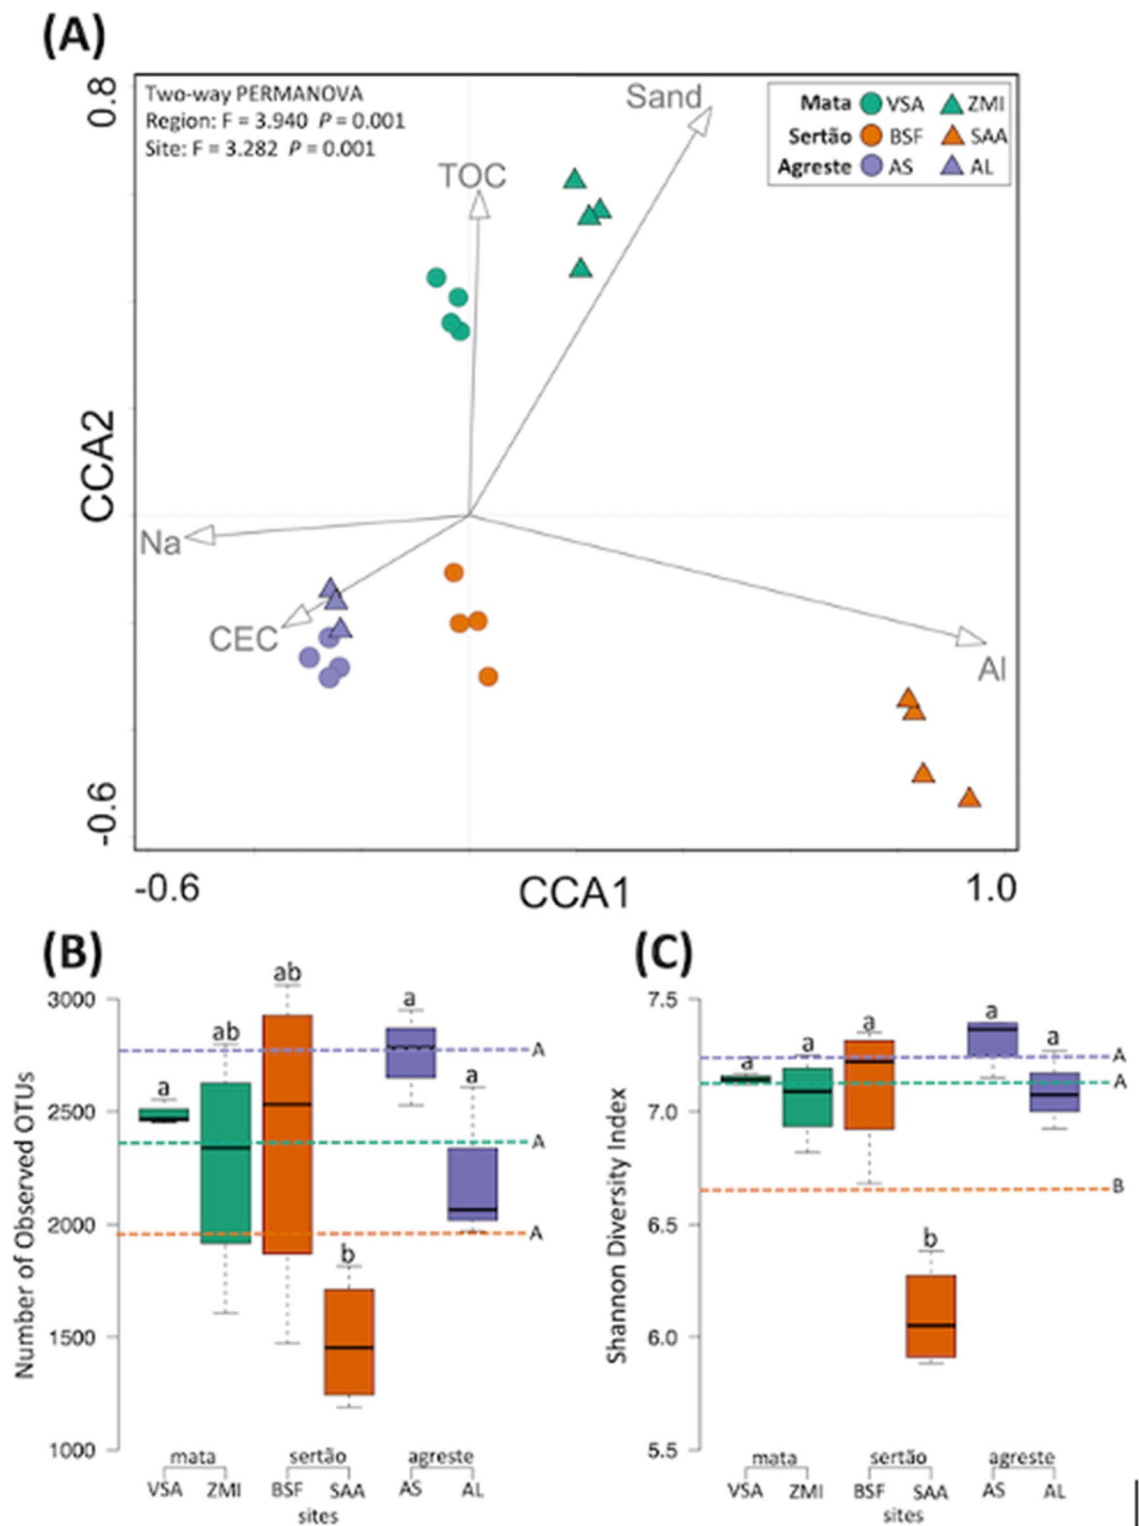 (A)
Two-way PERMANOVA
Region: F = 3.940 P = 0.001
Site: F = 3.282 P = 0.001
Mata VSA ZMI
Sertão BSF SAA
Agreste AS AL
Sand
TOC
Na
CEC
Al
0.8
CCA2
-0.6
-0.6 CCA1 1.0
(B)
Number of Observed OTUs
3000
2500
2000
1500
1000
a
ab
ab
b
a
a
A
A
A
mata sertão agreste
VSA ZMI BSF SAA AS AL
sites
(C)
Shannon Diversity Index
7.5
7.0
6.5
6.0
5.5
a
a
a
b
a
a
A
A
B
mata sertão agreste
VSA ZMI BSF SAA AS AL
sites